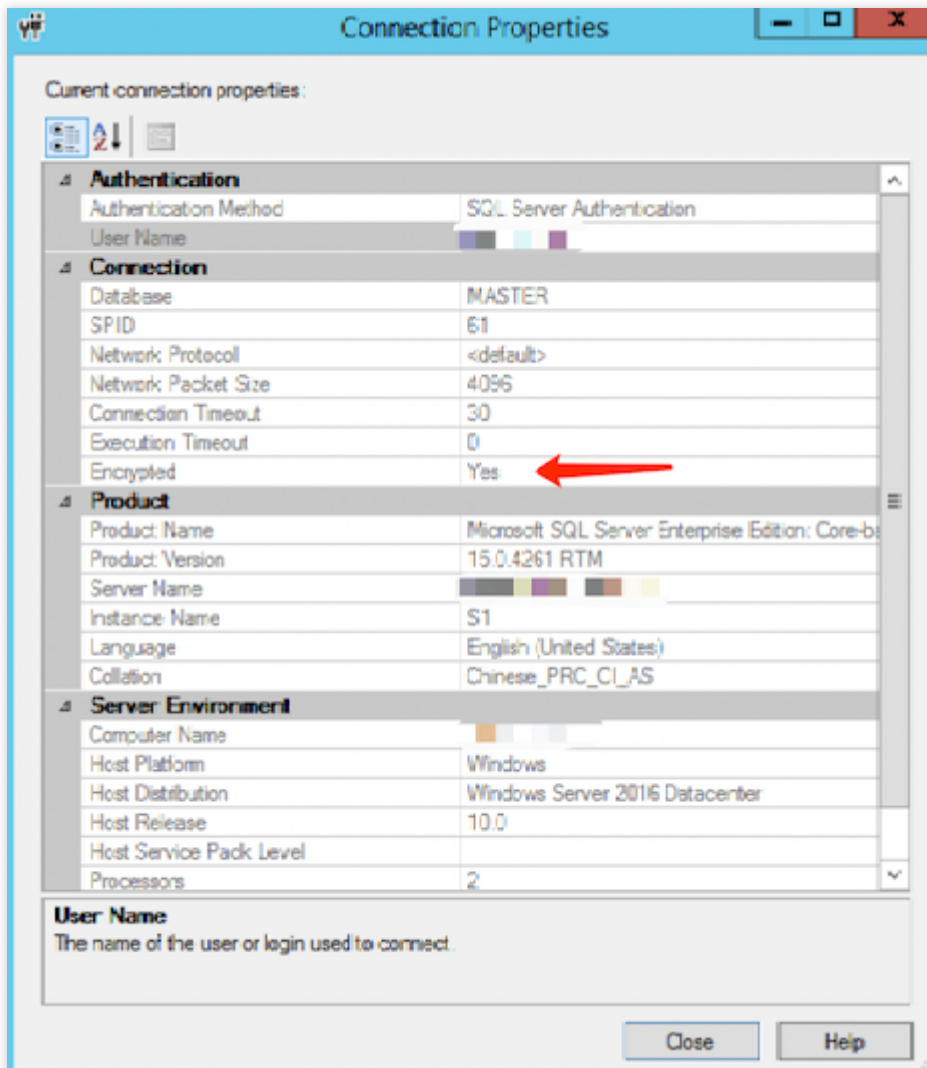 Connection Properties
Current connection properties:
Authentication
Authentication Method SQL Server Authentication
User Name
Connection
Database MASTER
SPID 61
Network Protocol <default>
Network Packet Size 4096
Connection Timeout 30
Execution Timeout 0
Encrypted Yes
Product
Product Name Microsoft SQL Server Enterprise Edition: Core-ba
Product Version 15.0.4261 RTM
Server Name
Instance Name S1
Language English (United States)
Collation Chinese_PRC_CI_AS
Server Environment
Computer Name
Host Platform Windows
Host Distribution Windows Server 2016 Datacenter
Host Release 10.0
Host Service Pack Level
Processors 2
User Name
The name of the user or login used to connect.
Close Help